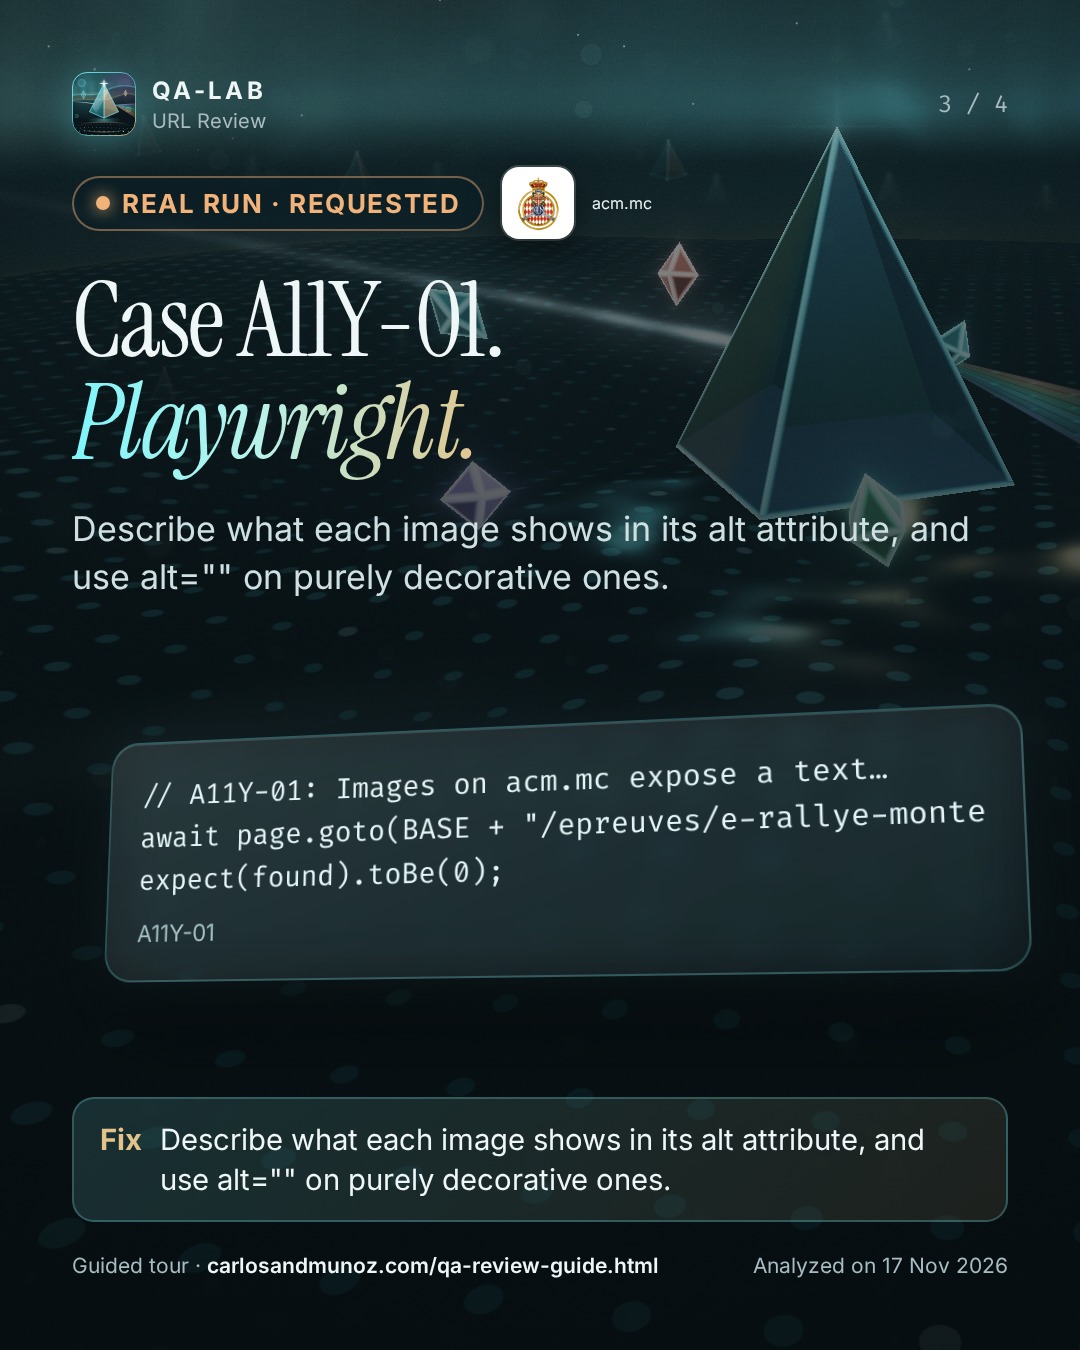 QA-LAB
URL Review
3 / 4
REAL RUN · REQUESTED
acm.mc
Case A11Y-01.
Playwright.
Describe what each image shows in its alt attribute, and
use alt="" on purely decorative ones.
// A11Y-01: Images on acm.mc expose a text…
await page.goto(BASE + "/epreuves/e-rallye-monte
expect(found).toBe(0);
A11Y-01
Fix Describe what each image shows in its alt attribute, and
use alt="" on purely decorative ones.
Guided tour · carlosandmunoz.com/qa-review-guide.html
Analyzed on 17 Nov 2026